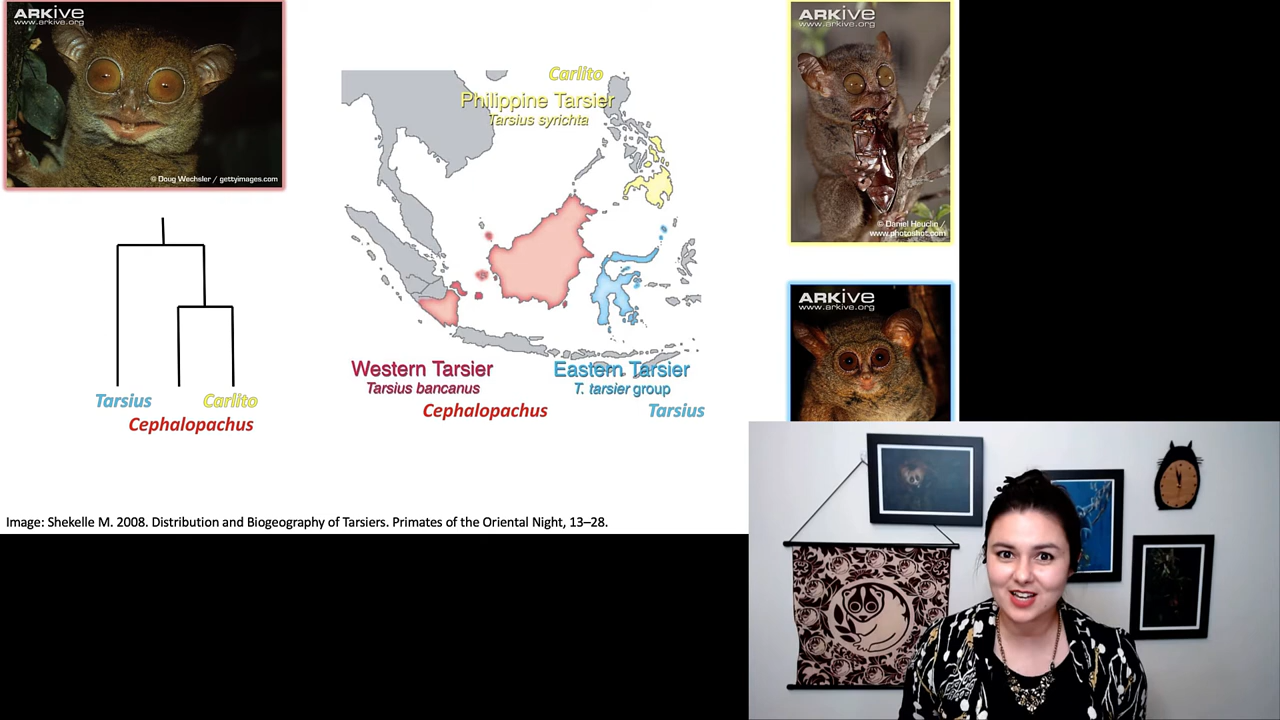 ARKive
www.arkive.org
© Doug Wechsler / gettyimages.com
Carlito
Philippine Tarsier
Tarsius syrichta
ARKive
www.arkive.org
© Daniel Heuclin /
www.photoshot.com
Western Tarsier
Tarsius bancanus
Cephalopachus
Eastern Tarsier
T. tarsier group
Tarsius
Tarsius
Carlito
Cephalopachus
ARKive
www.arkive.org
Image: Shekelle M. 2008. Distribution and Biogeography of Tarsiers. Primates of the Oriental Night, 13–28.